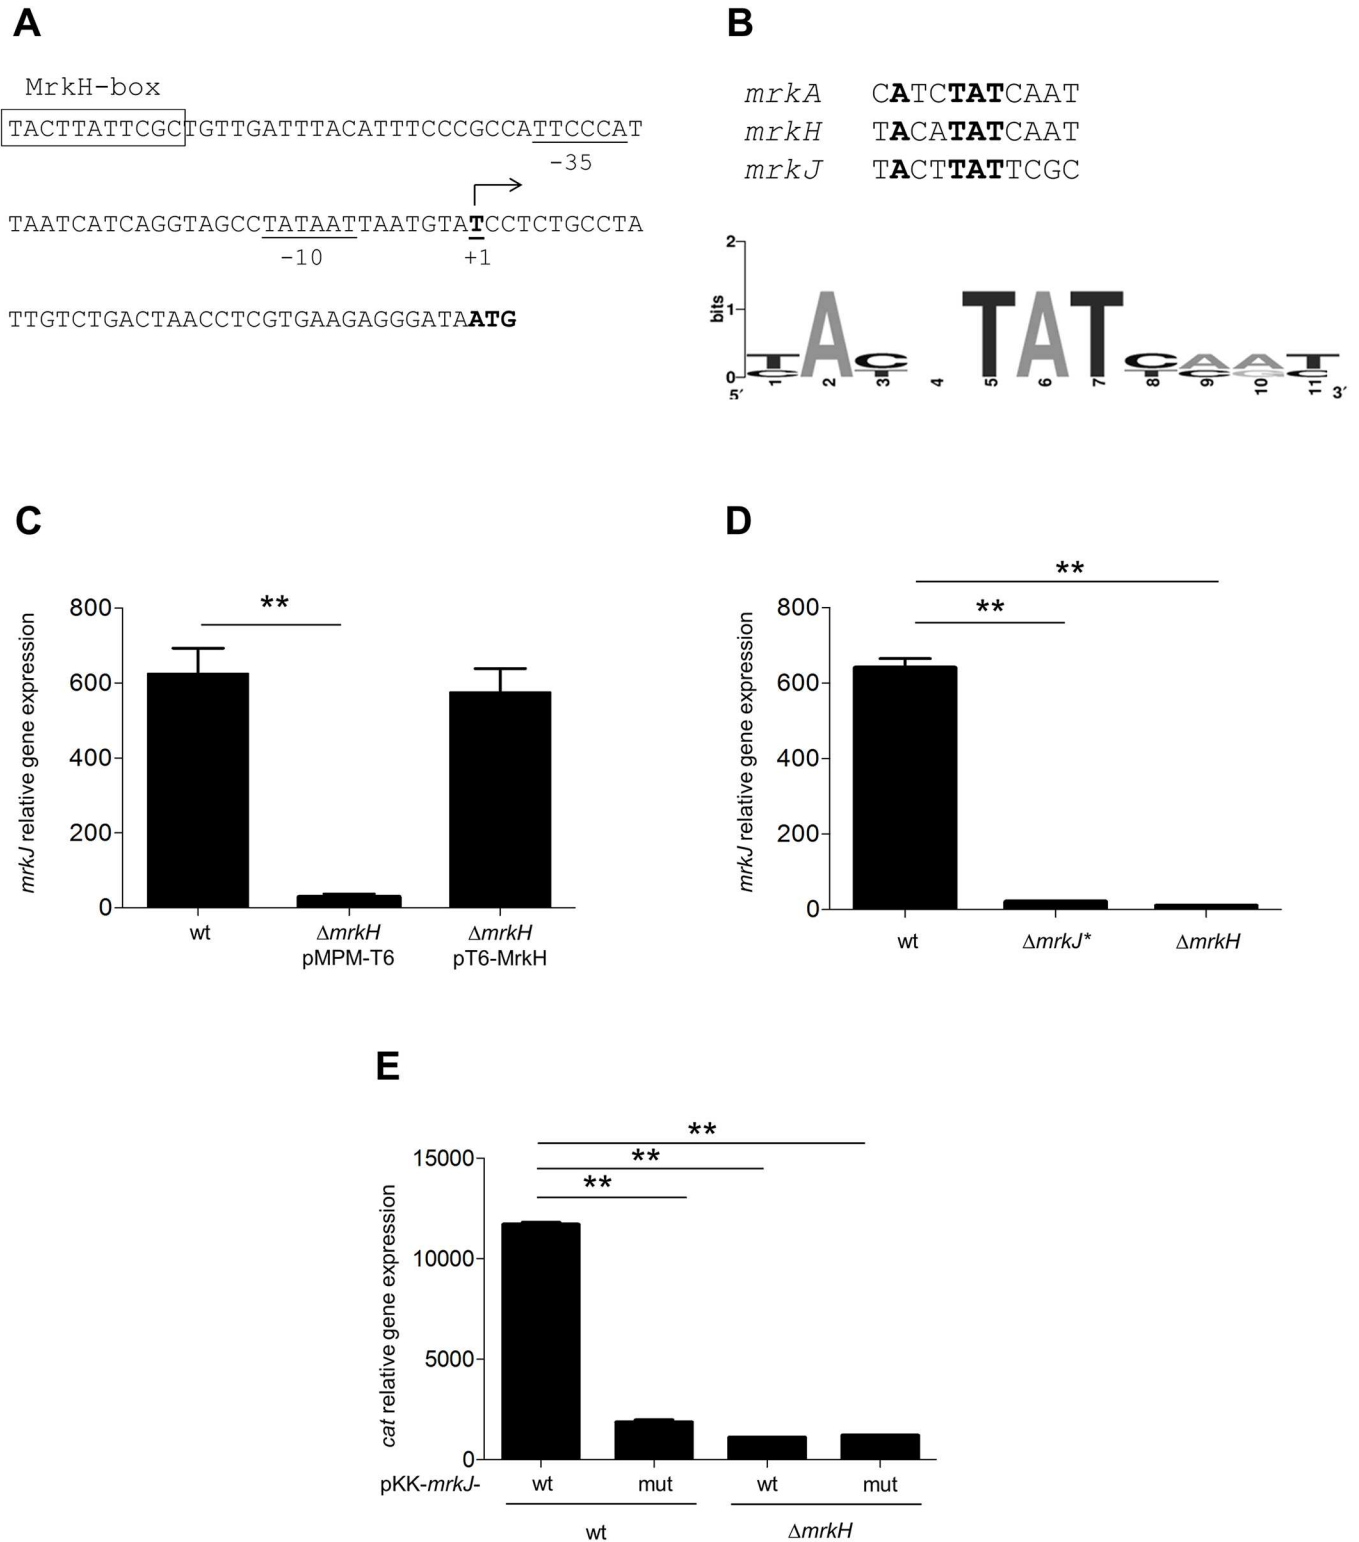 A
MrkH-box
TACTTATTCGCTGTTGATTTACATTTCCCGCCATTCCCAT
-35
TAATCATCAGGTAGCCTATAATTAATGTATCCTCTGCCTA
-10 +1
TTGTCTGACTAACCTCGTGAAGAGGGATAATG
B
mrkA CATCTATCAAT
mrkH TACATATCAAT
mrkJ TACTTATTCGC
2
bits
1
0
T A C T A T C A A T
C T T C G C
1 2 3 4 5 6 7 8 9 10 11
5′ 3′
C
mrkJ relative gene expression
800
600
400
200
0
**
wt ΔmrkH ΔmrkH
pMPM-T6 pT6-MrkH
D
mrkJ relative gene expression
800
600
400
200
0
**
**
wt ΔmrkJ* ΔmrkH
E
cat relative gene expression
15000
10000
5000
0
**
**
**
pKK-mrkJ- wt mut wt mut
wt ΔmrkH